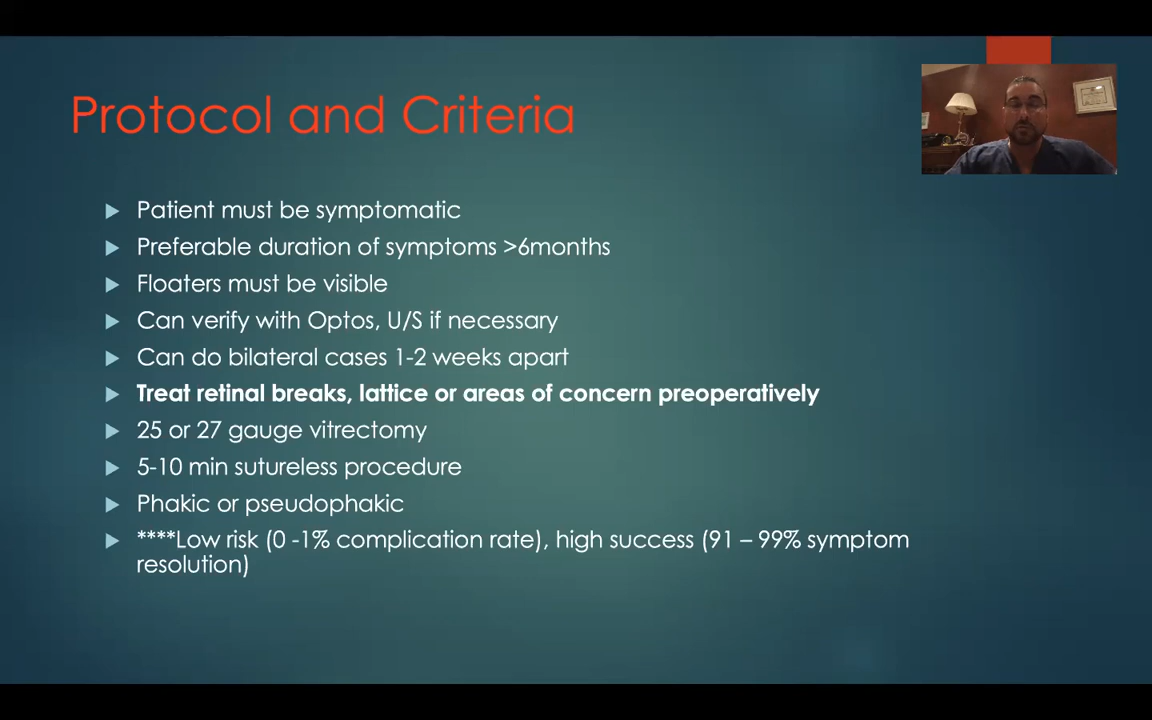 Protocol and Criteria
Patient must be symptomatic
Preferable duration of symptoms >6months
Floaters must be visible
Can verify with Optos, U/S if necessary
Can do bilateral cases 1-2 weeks apart
Treat retinal breaks, lattice or areas of concern preoperatively
25 or 27 gauge vitrectomy
5-10 min sutureless procedure
Phakic or pseudophakic
****Low risk (0 -1% complication rate), high success (91 – 99% symptom
resolution)